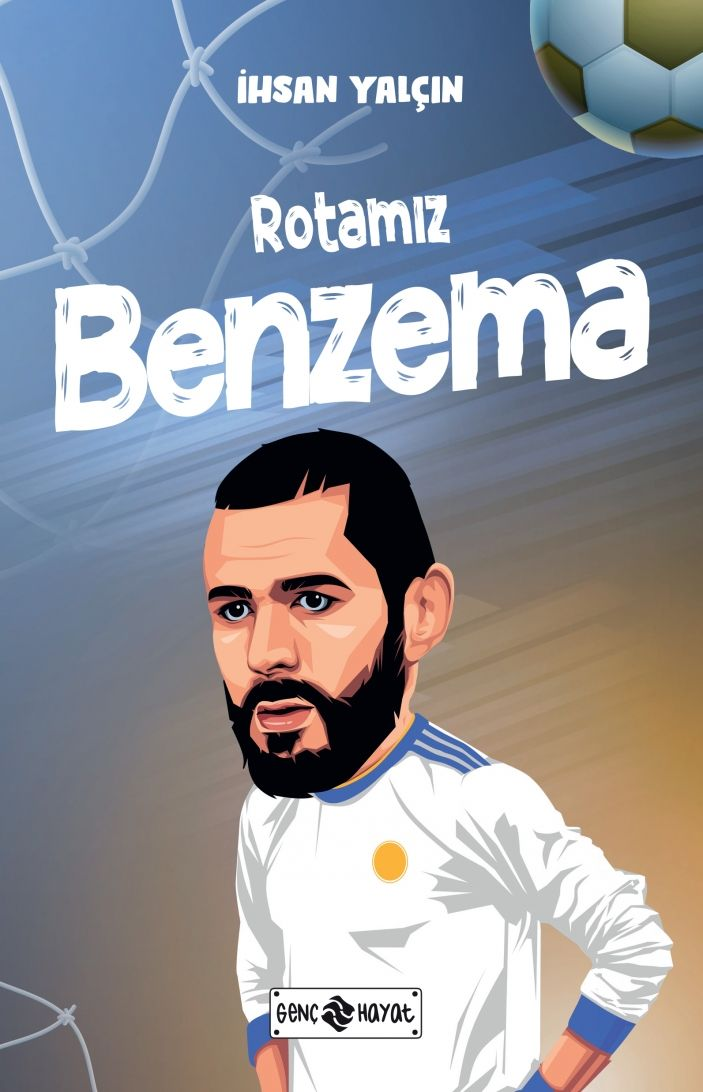 İHSAN YALÇIN
Rotamız
Benzema
GENÇ HAYAT